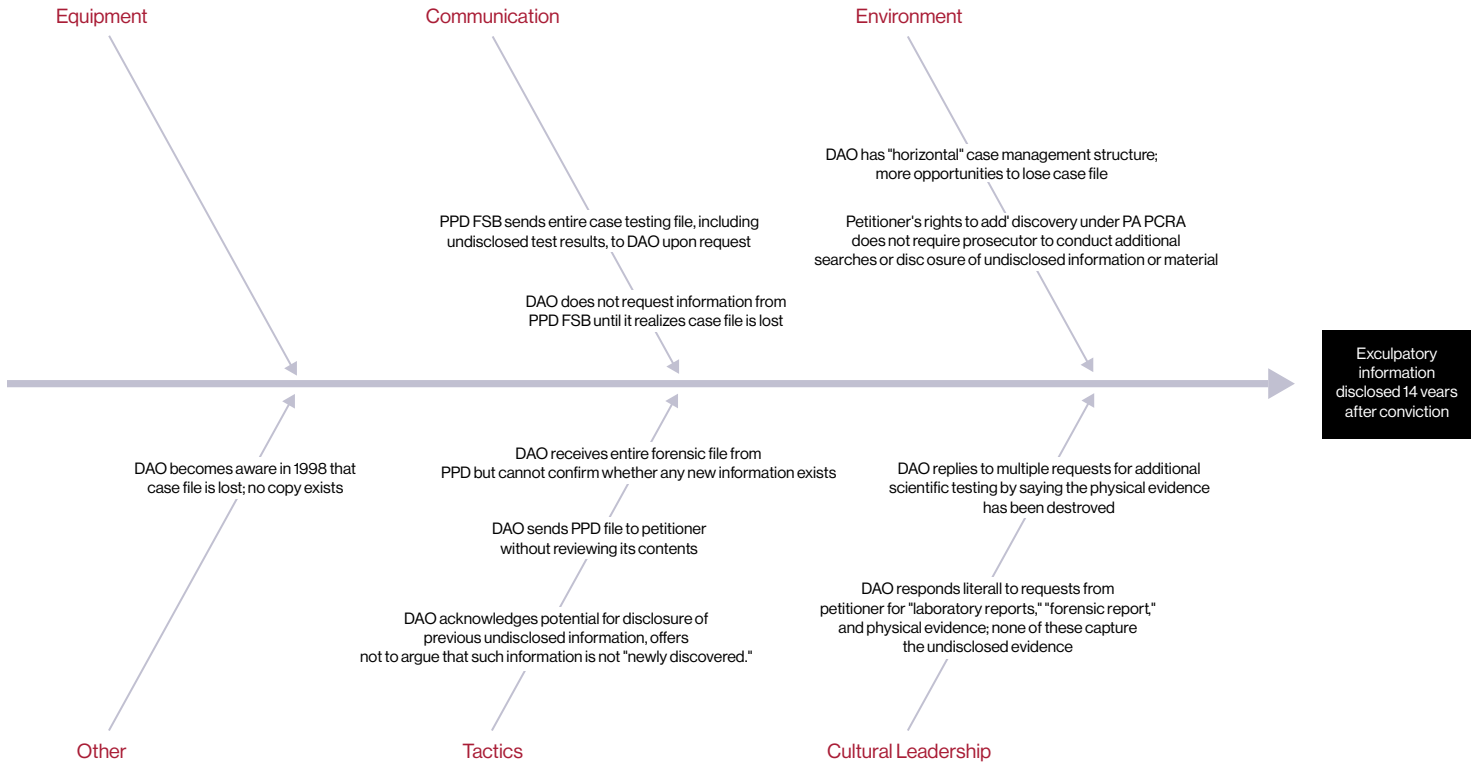 Equipment
Communication
Environment
DAO has "horizontal" case management structure;
more opportunities to lose case file
PPD FSB sends entire case testing file, including
undisclosed test results, to DAO upon request
Petitioner's rights to add' discovery under PA PCRA
does not require prosecutor to conduct additional
searches or disc osure of undisclosed information or material
DAO does not request information from
PPD FSB until it realizes case file is lost
Exculpatory
information
disclosed 14 vears
after conviction
DAO becomes aware in 1998 that
case file is lost; no copy exists
DAO receives entire forensic file from
PPD but cannot confirm whether any new information exists
DAO sends PPD file to petitioner
without reviewing its contents
DAO acknowledges potential for disclosure of
previous undisclosed information, offers
not to argue that such information is not "newly discovered."
DAO replies to multiple requests for additional
scientific testing by saying the physical evidence
has been destroved
DAO responds literall to requests from
petitioner for "laboratory reports," "forensic report,"
and physical evidence; none of these capture
the undisclosed evidence
Other
Tactics
Cultural Leadership